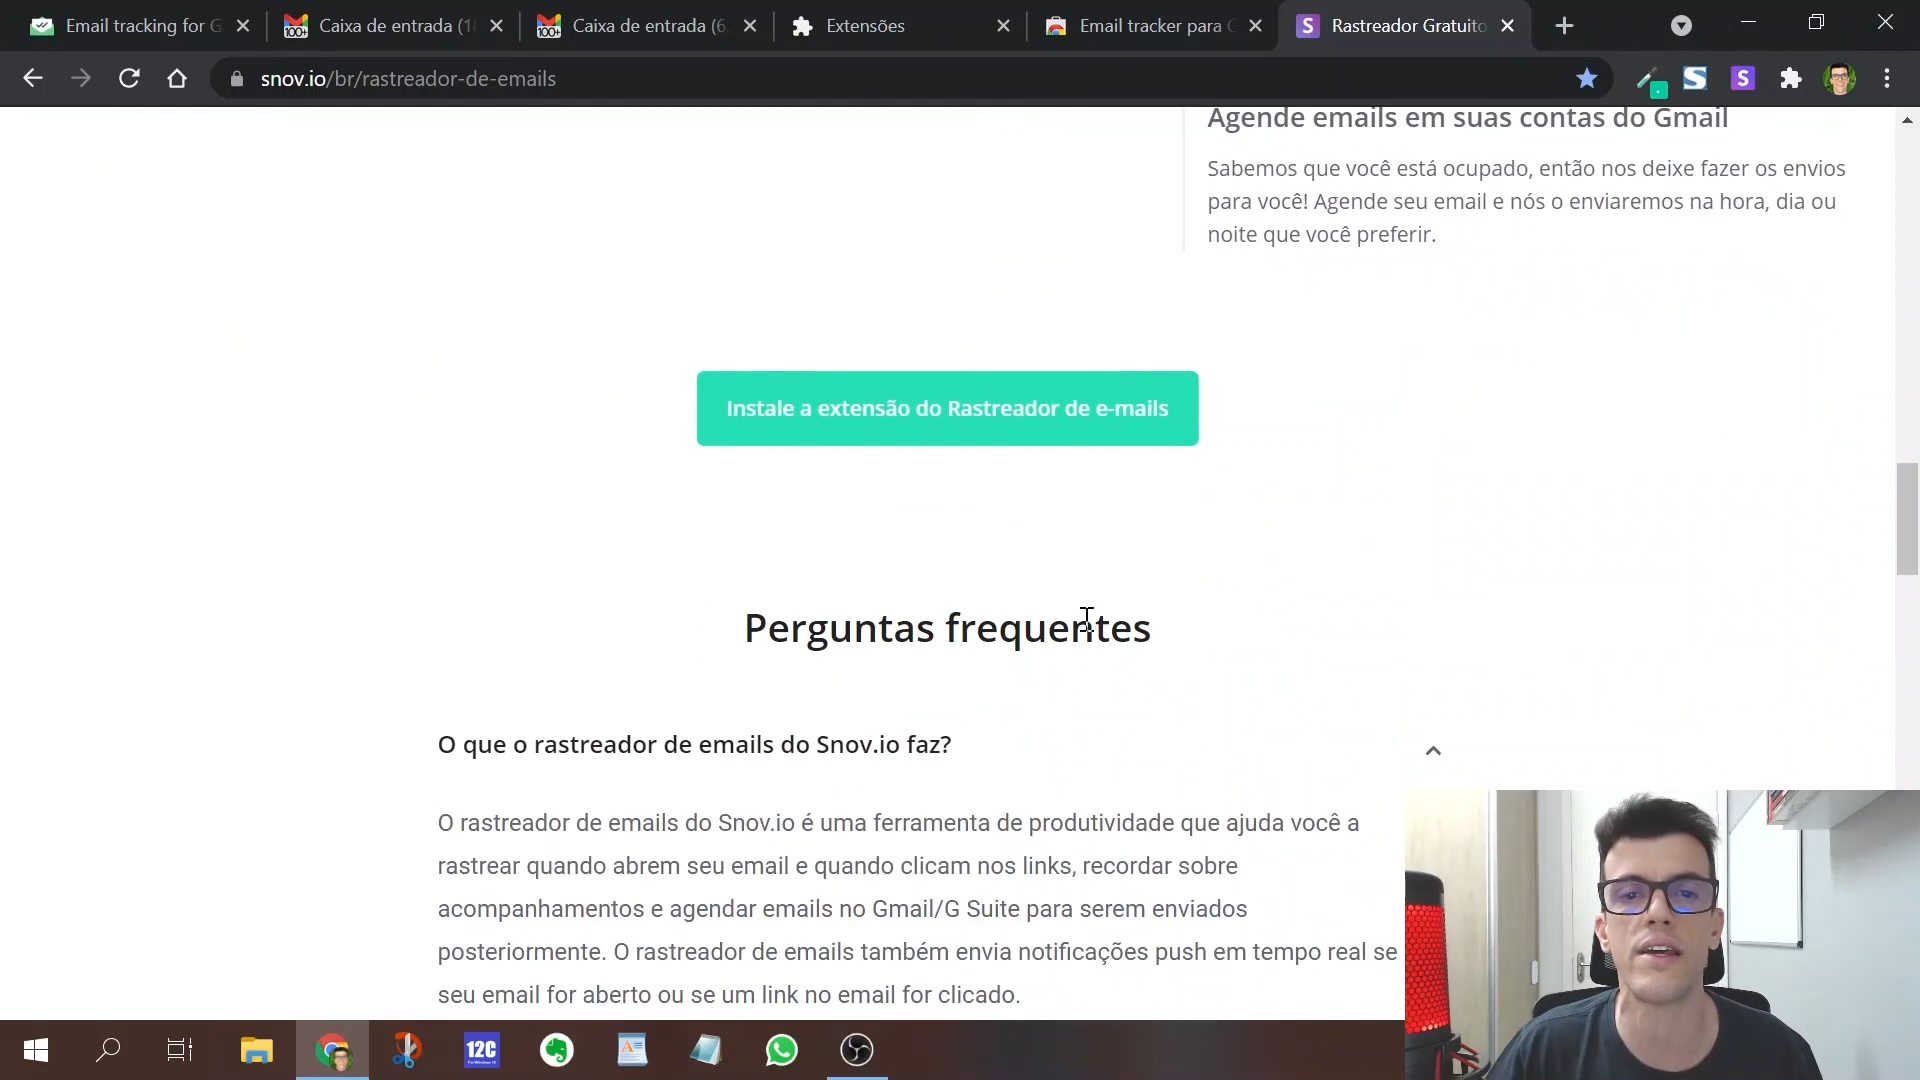 Email tracking for G
Caixa de entrada (18
Caixa de entrada (6
Extensões
Email tracker para C
Rastreador Gratuito
snov.io/br/rastreador-de-emails
Agende emails em suas contas do Gmail
Sabemos que você está ocupado, então nos deixe fazer os envios
para você! Agende seu email e nós o enviaremos na hora, dia ou
noite que você preferir.
Instale a extensão do Rastreador de e-mails
Perguntas frequentes
O que o rastreador de emails do Snov.io faz?
O rastreador de emails do Snov.io é uma ferramenta de produtividade que ajuda você a
rastrear quando abrem seu email e quando clicam nos links, recordar sobre
acompanhamentos e agendar emails no Gmail/G Suite para serem enviados
posteriormente. O rastreador de emails também envia notificações push em tempo real se
seu email for aberto ou se um link no email for clicado.
12C